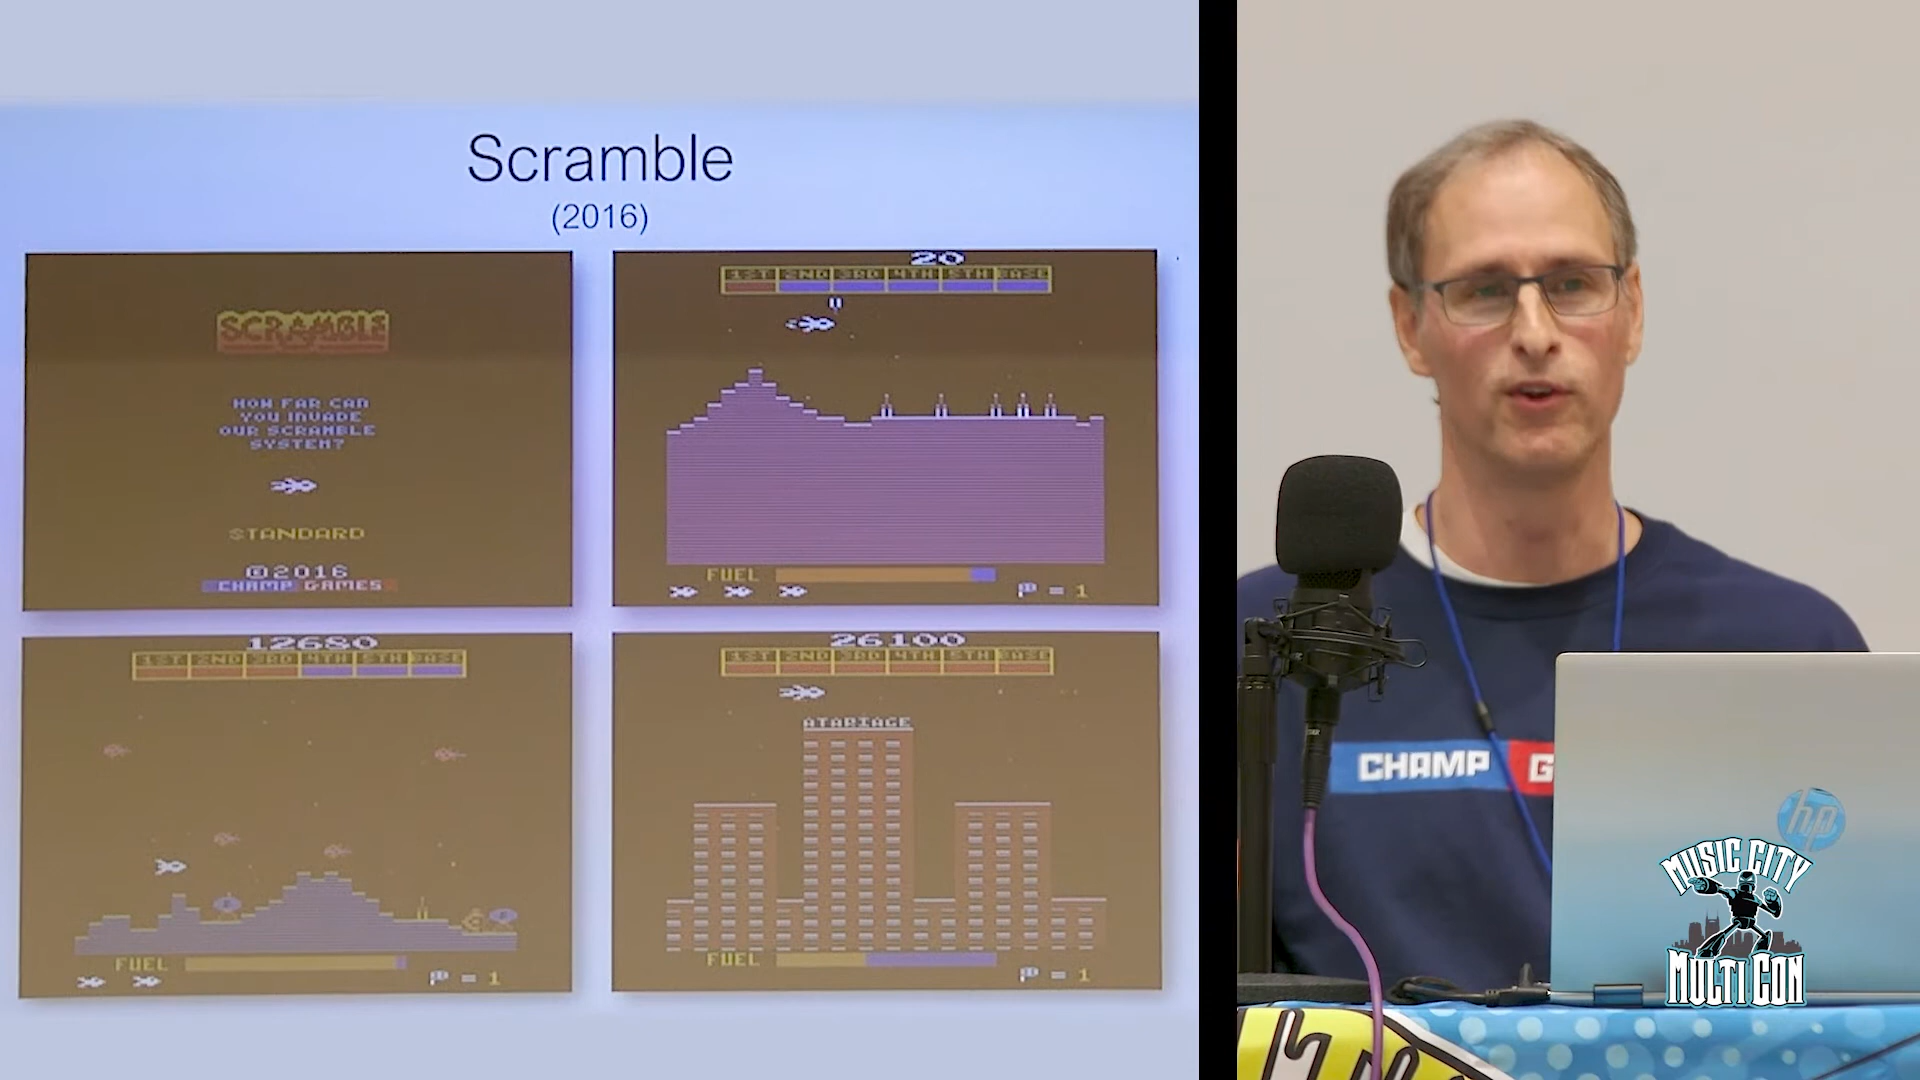 Scramble
(2016)
SCRAMBLE
HOW FAR CAN
YOU INVADE
OUR SCRAMBLE
SYSTEM?
STANDARD
©2016
CHAMP GAMES
20
1ST 2ND 3RD 4TH 5TH BASE
FUEL
P = 1
12680
1ST 2ND 3RD 4TH 5TH BASE
FUEL
P = 1
26100
1ST 2ND 3RD 4TH 5TH BASE
ATARIAGE
FUEL
P = 1
CHAMP G
hp
MUSIC CITY
MULTI CON